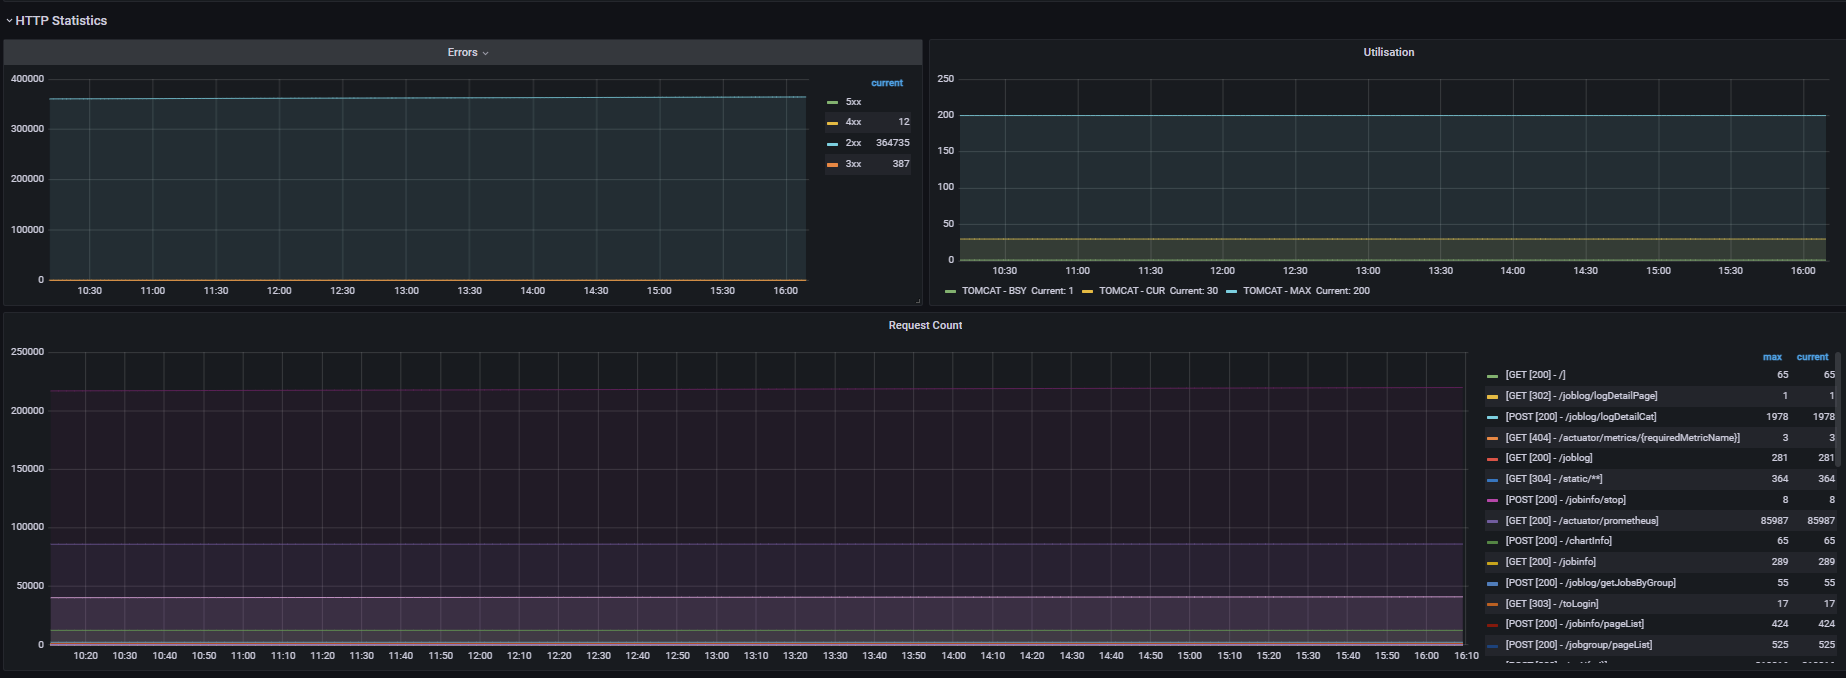 HTTP Statistics
Errors
400000
300000
200000
100000
0
10:30 11:00 11:30 12:00 12:30 13:00 13:30 14:00 14:30 15:00 15:30 16:00
current
5xx
4xx 12
2xx 364735
3xx 387
Utilisation
250
200
150
100
50
0
10:30 11:00 11:30 12:00 12:30 13:00 13:30 14:00 14:30 15:00 15:30 16:00
TOMCAT - BSY Current: 1 TOMCAT - CUR Current: 30 TOMCAT - MAX Current: 200
Request Count
250000
200000
150000
100000
50000
0
10:20 10:30 10:40 10:50 11:00 11:10 11:20 11:30 11:40 11:50 12:00 12:10 12:20 12:30 12:40 12:50 13:00 13:10 13:20 13:30 13:40 13:50 14:00 14:10 14:20 14:30 14:40 14:50 15:00 15:10 15:20 15:30 15:40 15:50 16:00 16:10
max current
[GET [200] - /] 65 65
[GET [302] - /joblog/logDetailPage] 1 1
[POST [200] - /joblog/logDetailCat] 1978 1978
[GET [404] - /actuator/metrics/{requiredMetricName}] 3 3
[GET [200] - /joblog] 281 281
[GET [304] - /static/**] 364 364
[POST [200] - /jobinfo/stop] 8 8
[GET [200] - /actuator/prometheus] 85987 85987
[POST [200] - /chartInfo] 65 65
[GET [200] - /jobinfo] 289 289
[POST [200] - /joblog/getJobsByGroup] 55 55
[GET [303] - /toLogin] 17 17
[POST [200] - /jobinfo/pageList] 424 424
[POST [200] - /jobgroup/pageList] 525 525